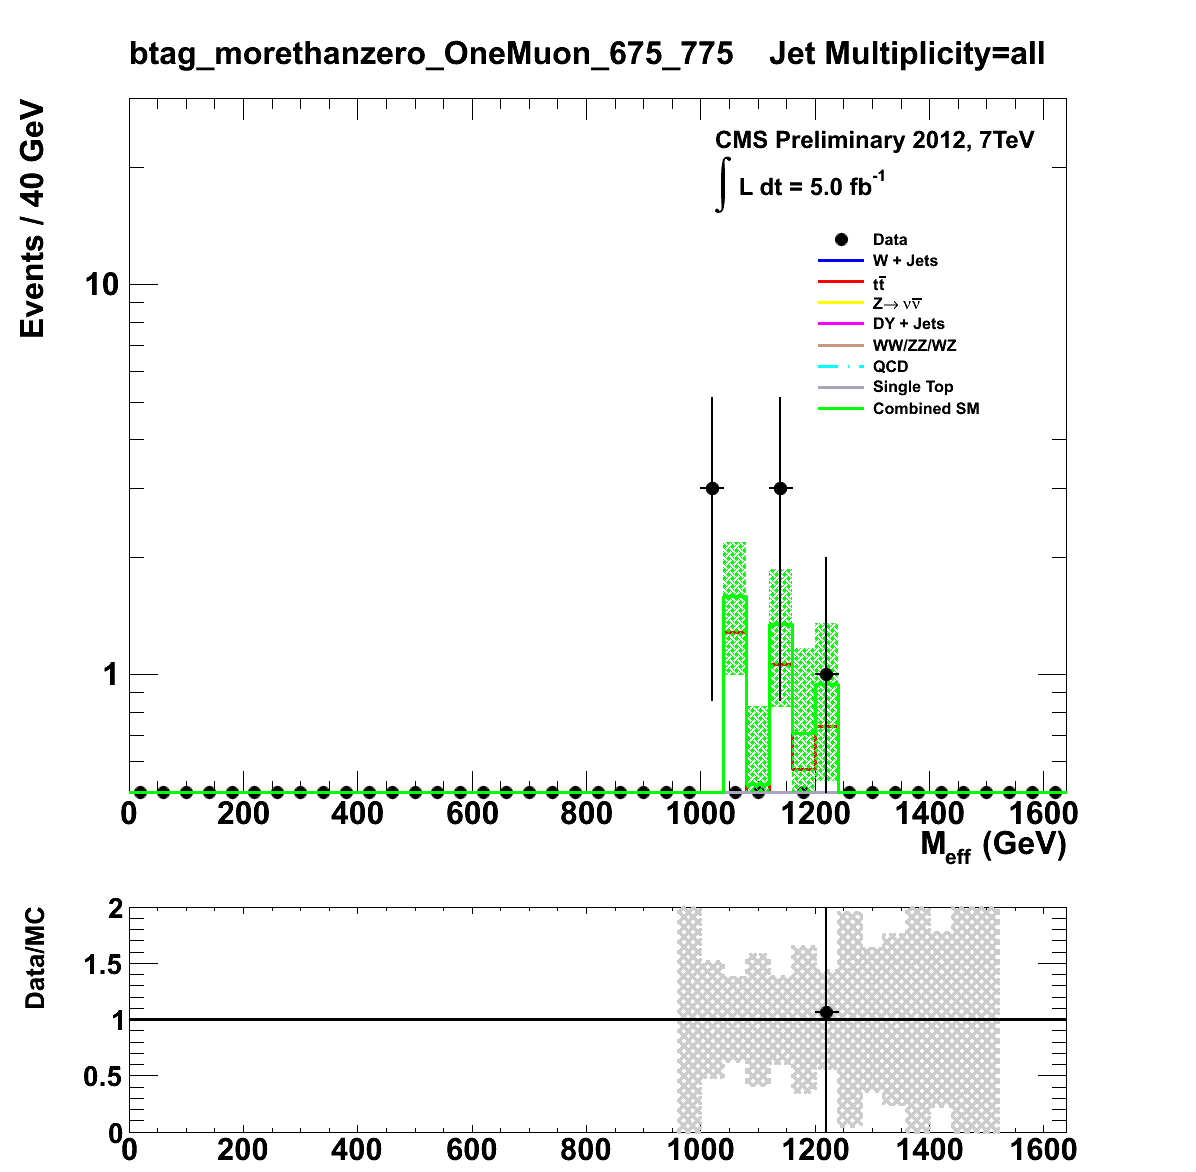 btag_morethanzero_OneMuon_675_775 Jet Multiplicity=all
Events / 40 GeV
CMS Preliminary 2012, 7TeV
∫ L dt = 5.0 fb⁻¹
Data
W + Jets
tt̅
Z→ νν̅
DY + Jets
WW/ZZ/WZ
QCD
Single Top
Combined SM
10
1
0 200 400 600 800 1000 1200 1400 1600
M_eff (GeV)
Data/MC
2
1.5
1
0.5
0
0 200 400 600 800 1000 1200 1400 1600